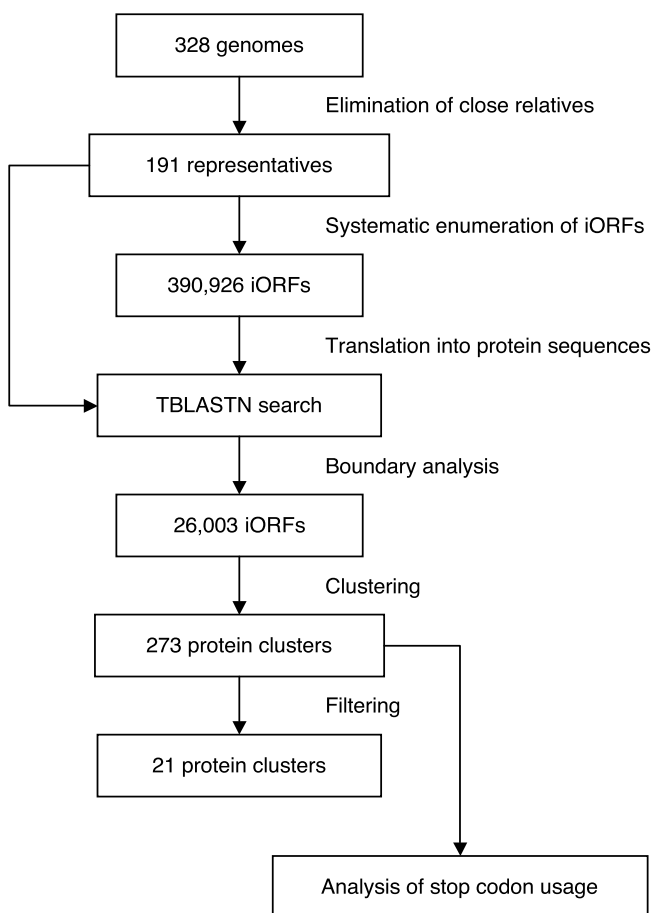 328 genomes
Elimination of close relatives
191 representatives
Systematic enumeration of iORFs
390,926 iORFs
Translation into protein sequences
TBLASTN search
Boundary analysis
26,003 iORFs
Clustering
273 protein clusters
Filtering
21 protein clusters
Analysis of stop codon usage